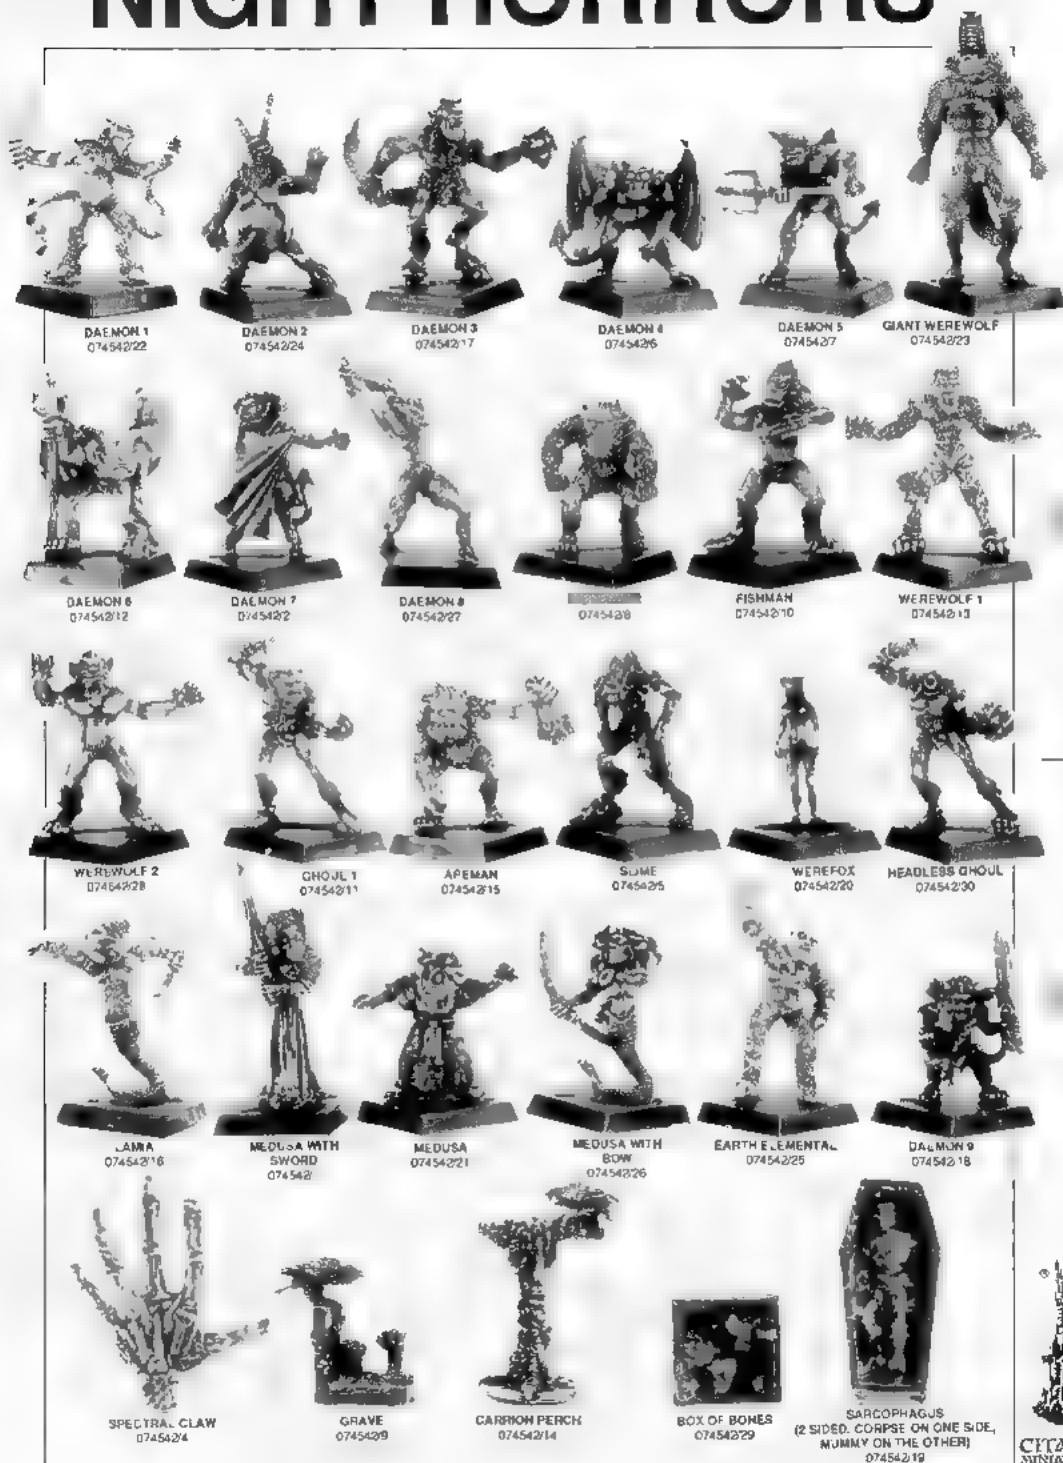 NIGHT HORRORS
DAEMON 1
074542/22
DAEMON 2
074542/24
DAEMON 3
074542/17
DAEMON 4
074542/6
DAEMON 5
074542/7
GIANT WEREWOLF
074542/23
DAEMON 6
074542/12
DAEMON 7
074542/2
DAEMON 8
074542/27
074542/8
FISHMAN
074542/10
WEREWOLF 1
074542/13
WEREWOLF 2
074542/28
GHOUL 1
074542/11
APEMAN
074542/15
SLIME
074542/5
WEREFOX
074542/20
HEADLESS GHOUL
074542/30
LAMIA
074542/16
MEDUSA WITH
SWORD
074542/
MEDUSA
074542/21
MEDUSA WITH
BOW
074542/26
EARTH ELEMENTAL
074542/25
DAEMON 9
074542/18
SPECTRAL CLAW
074542/4
GRAVE
074542/9
CARRION PERCH
074542/14
BOX OF BONES
074542/29
SARCOPHAGUS
(2 SIDED. CORPSE ON ONE SIDE,
MUMMY ON THE OTHER)
074542/19